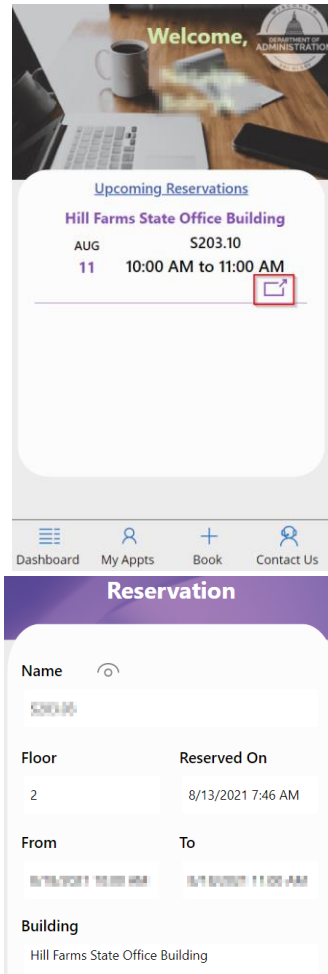 Welcome,
WISCONSIN
DEPARTMENT OF
ADMINISTRATION
Upcoming Reservations
Hill Farms State Office Building
AUG S203.10
11 10:00 AM to 11:00 AM
Dashboard My Appts Book Contact Us
Reservation
Name
Floor Reserved On
2 8/13/2021 7:46 AM
From To
Building
Hill Farms State Office Building